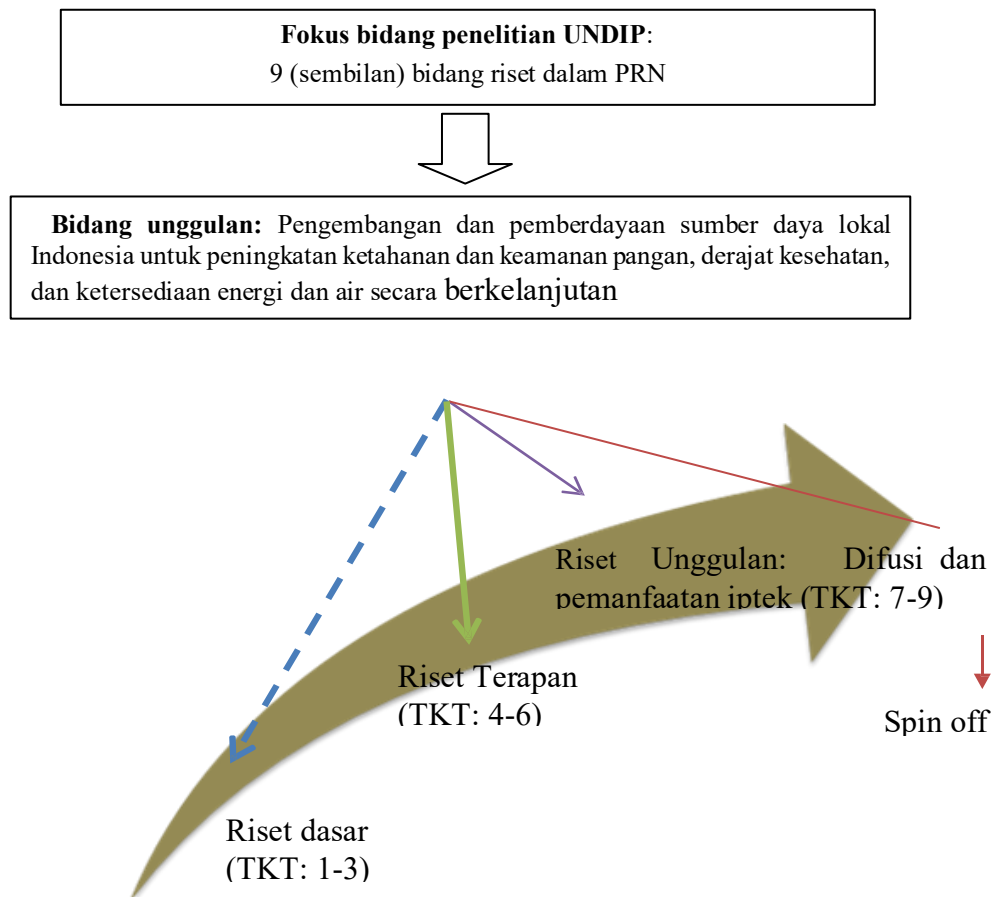 Fokus bidang penelitian UNDIP:
9 (sembilan) bidang riset dalam PRN
Bidang unggulan: Pengembangan dan pemberdayaan sumber daya lokal
Indonesia untuk peningkatan ketahanan dan keamanan pangan, derajat kesehatan,
dan ketersediaan energi dan air secara berkelanjutan
Riset Unggulan: Difusi dan
pemanfaatan iptek (TKT: 7-9)
Riset Terapan
(TKT: 4-6)
Spin off
Riset dasar
(TKT: 1-3)